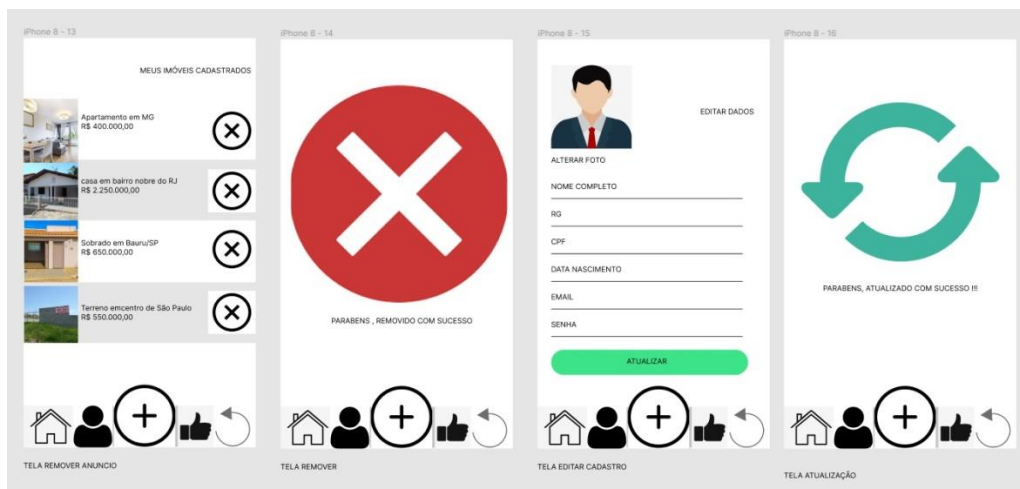 iPhone 8 - 13
MEUS IMÓVEIS CADASTRADOS
Apartamento em MG
R$ 400.000,00
casa em bairro nobre do RJ
R$ 2.250.000,00
Sobrado em Bauru/SP
R$ 650.000,00
Terreno emcentro de São Paulo
R$ 550.000,00
TELA REMOVER ANUNCIO
iPhone 8 - 14
PARABENS , REMOVIDO COM SUCESSO
TELA REMOVER
iPhone 8 - 15
EDITAR DADOS
ALTERAR FOTO
NOME COMPLETO
RG
CPF
DATA NASCIMENTO
EMAIL
SENHA
ATUALIZAR
TELA EDITAR CADASTRO
iPhone 8 - 16
PARABENS, ATUALIZADO COM SUCESSO !!!
TELA ATUALIZAÇÃO